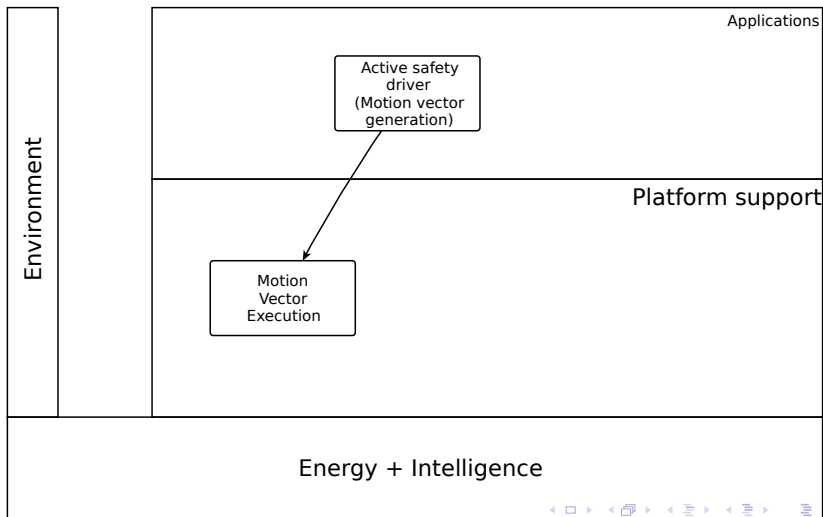 Applications
Active safety
driver
(Motion vector
generation)
Environment
Platform support
Motion
Vector
Execution
Energy + Intelligence